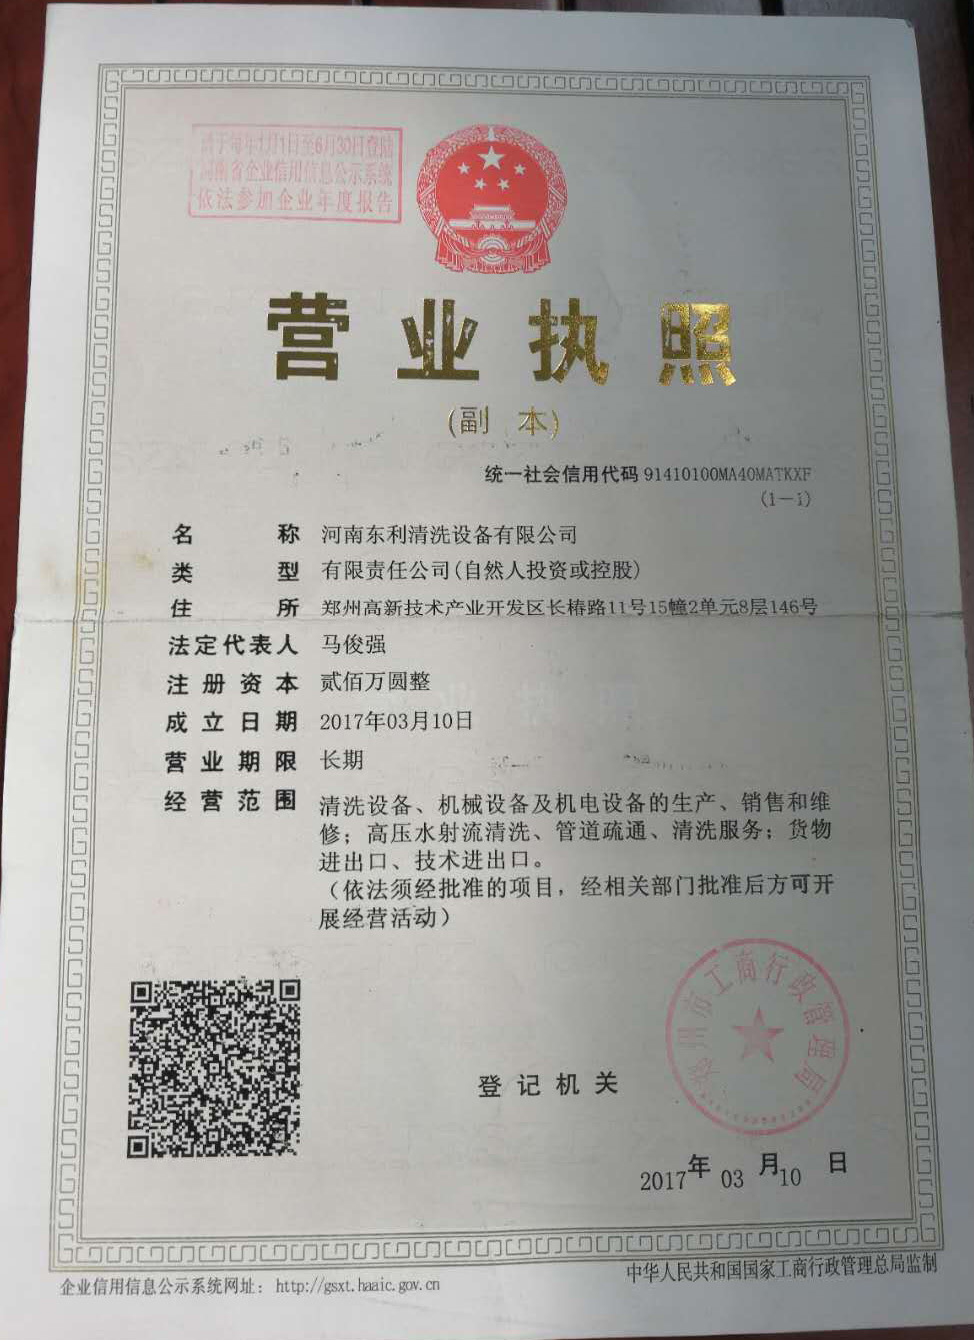 请于每年1月1日至6月30日登陆
河南省企业信用信息公示系统
依法参加企业年度报告
营业执照
(副 本)
统一社会信用代码 91410100MA40MATKXF
(1-1)
名 称 河南东利清洗设备有限公司
类 型 有限责任公司(自然人投资或控股)
住 所 郑州高新技术产业开发区长椿路11号15幢2单元8层146号
法定代表人 马俊强
注册资本 贰佰万圆整
成立日期 2017年03月10日
营业期限 长期
经营范围 清洗设备、机械设备及机电设备的生产、销售和维
修；高压水射流清洗、管道疏通、清洗服务；货物
进出口、技术进出口。
（依法须经批准的项目，经相关部门批准后方可开
展经营活动）
郑州市工商行政管理局
登记机关
2017年03月10日
企业信用信息公示系统网址：http://gsxt.haaic.gov.cn
中华人民共和国国家工商行政管理总局监制